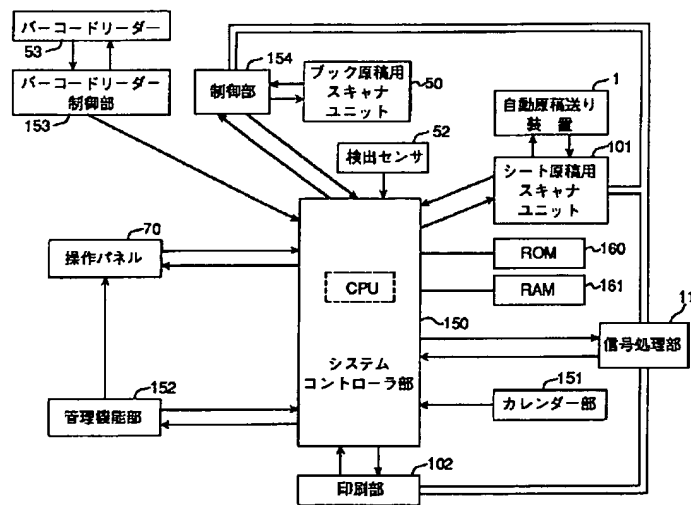 バーコードリーダー
53
バーコードリーダー
制御部
153
154
制御部
ブック原稿用
スキャナ
ユニット
50
52
検出センサ
1
自動原稿送り
装置
101
シート原稿用
スキャナ
ユニット
70
操作パネル
CPU
ROM
160
RAM
161
150
11
信号処理部
システム
コントローラ部
152
管理機能部
151
カレンダー部
102
印刷部